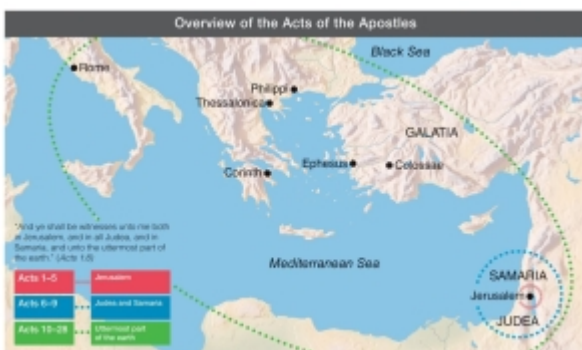 Overview of the Acts of the Apostles
Black Sea
Rome
Philippi
Thessalonica
GALATIA
Ephesus
Colossae
Corinth
"And ye shall be witnesses unto me both
in Jerusalem, and in all Judea, and in
Samaria, and unto the uttermost part of
the earth." (Acts 1:8)
Mediterranean Sea
SAMARIA
Jerusalem
JUDEA
Acts 1–5 Jerusalem
Acts 6–9 Judea and Samaria
Acts 10–28 Uttermost part
of the earth